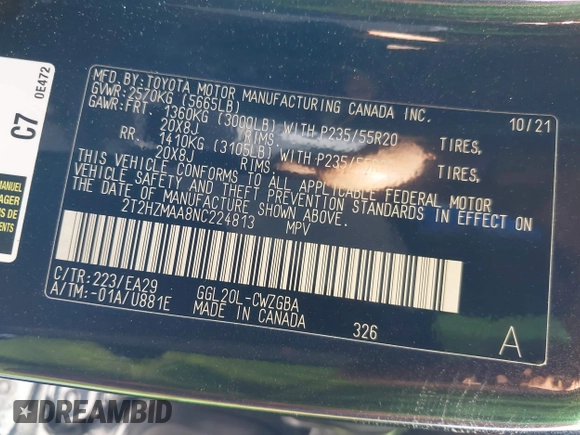 MFD.BY:TOYOTA MOTOR MANUFACTURING CANADA INC. 10/21
GVWR:2570KG (5665LB)
GAWR:FRT. 1360KG (3000LB) WITH P235/55R20 TIRES,
20X8J RIMS,
RR. 1410KG (3105LB) WITH P235/ TIRES,
20X8J RIMS,
THIS VEHICLE CONFORMS TO ALL APPLICABLE FEDERAL MOTOR
VEHICLE SAFETY AND THEFT PREVENTION STANDARDS IN EFFECT ON
THE DATE OF MANUFACTURE SHOWN ABOVE.
2T2HZMAA8NC224813 MPV
C/TR:223/EA29 GGL20L-CWZGBA
A/TM:-01A/U881E MADE IN CANADA 326 A
C7
0E472
MANUEL
DREAMBID